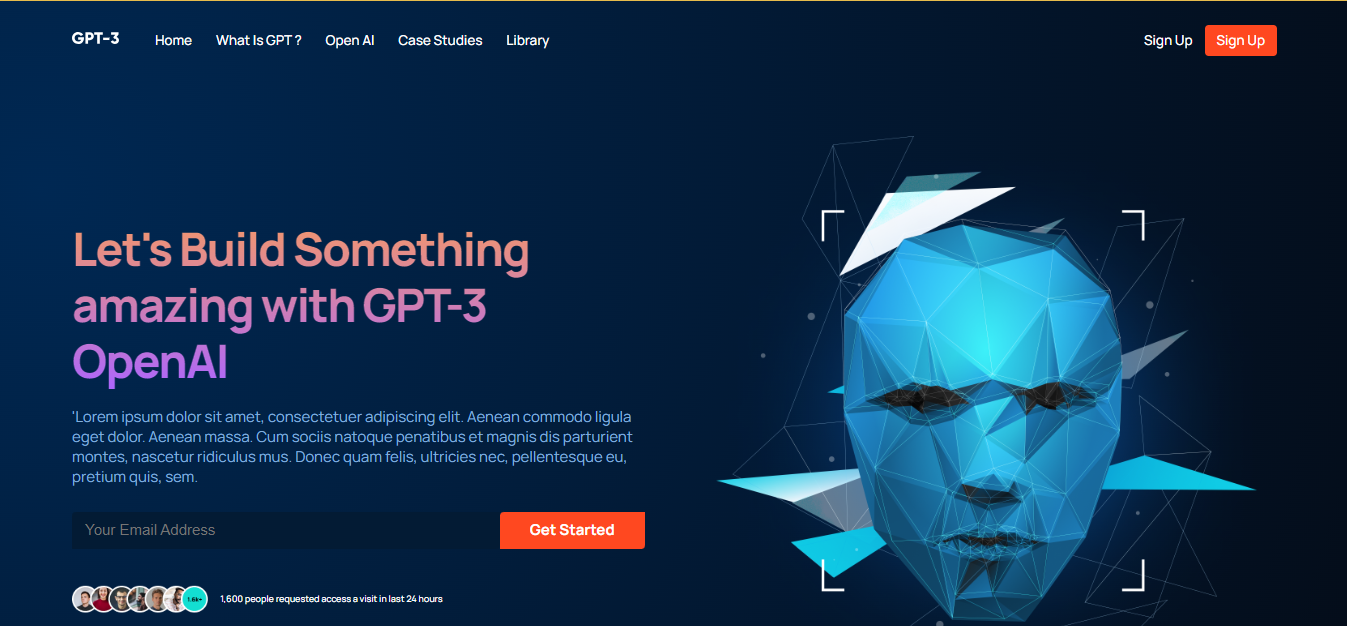 GPT-3
Home What Is GPT ? Open AI Case Studies Library
Sign Up Sign Up
Let's Build Something
amazing with GPT-3
OpenAI
'Lorem ipsum dolor sit amet, consectetuer adipiscing elit. Aenean commodo ligula
eget dolor. Aenean massa. Cum sociis natoque penatibus et magnis dis parturient
montes, nascetur ridiculus mus. Donec quam felis, ultricies nec, pellentesque eu,
pretium quis, sem.
Your Email Address Get Started
1.6k+
1,600 people requested access a visit in last 24 hours